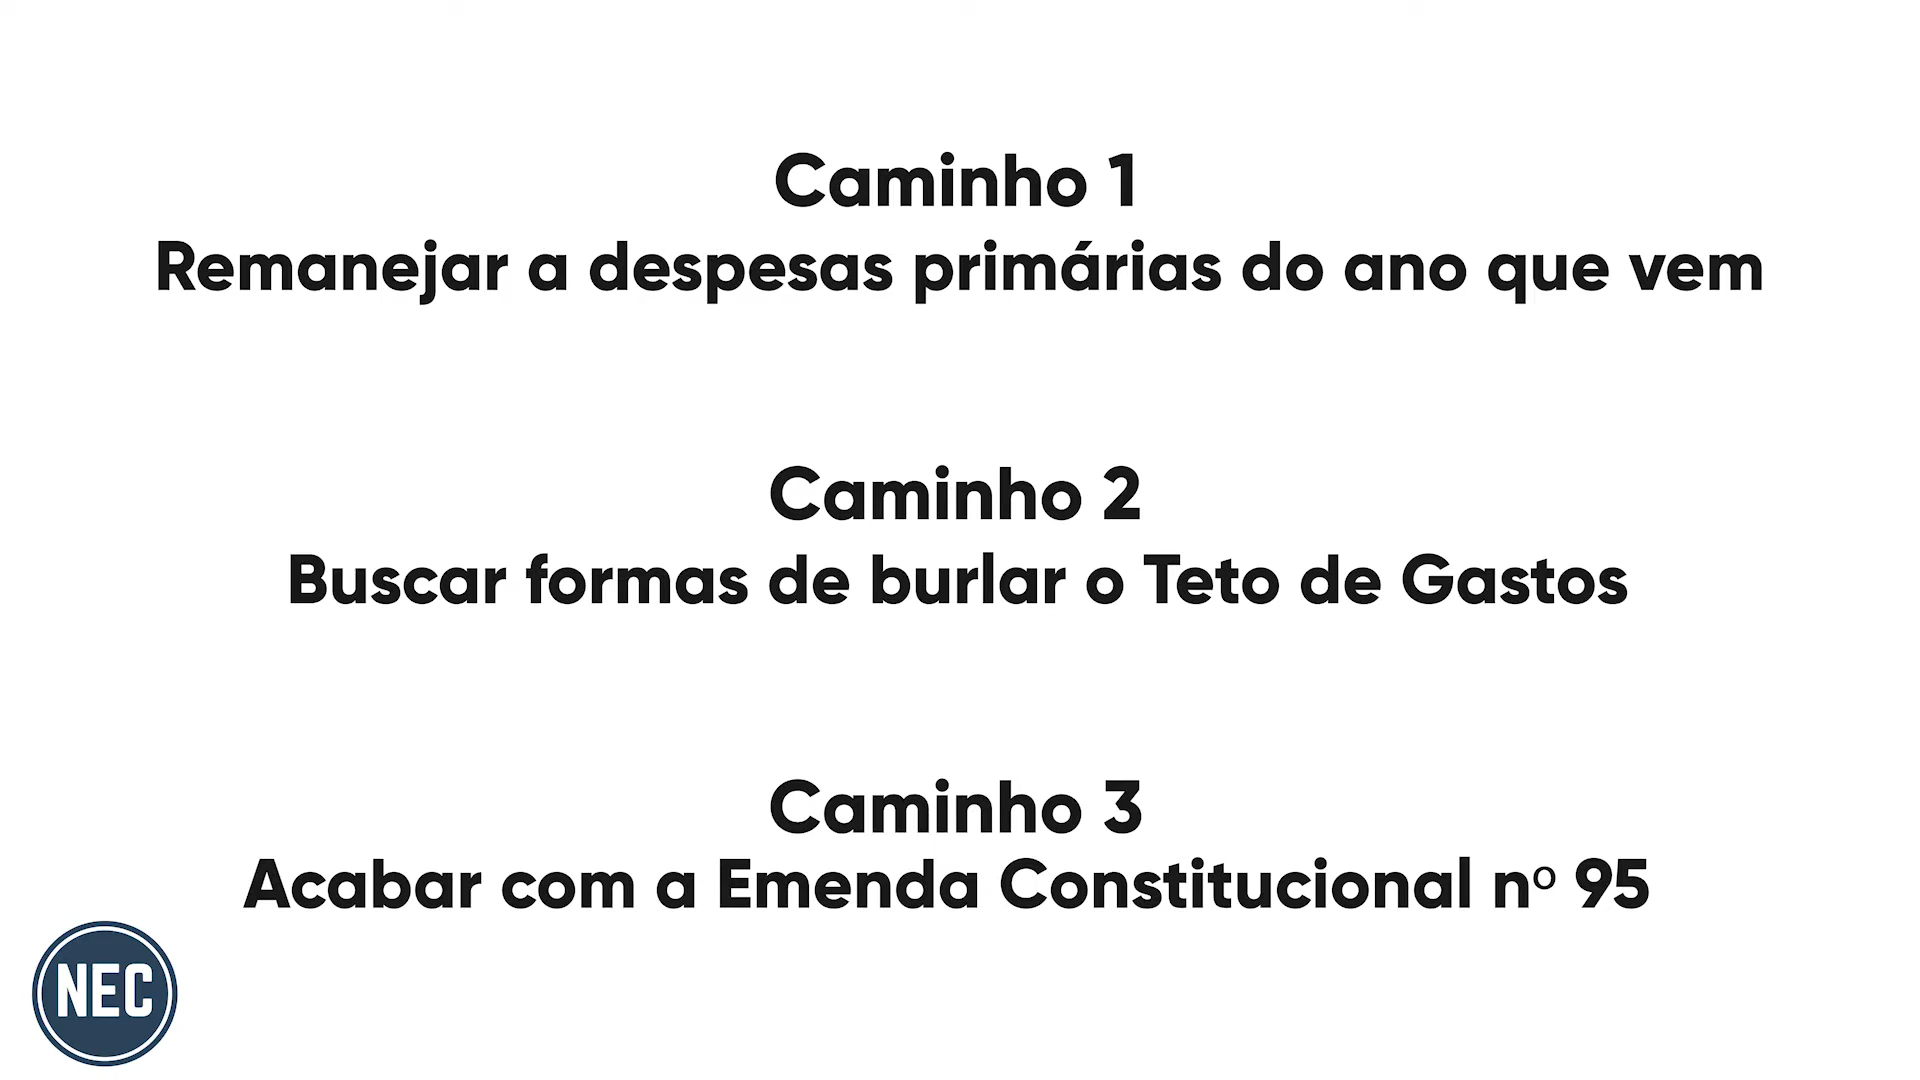 Caminho 1
Remanejar a despesas primárias do ano que vem
Caminho 2
Buscar formas de burlar o Teto de Gastos
Caminho 3
Acabar com a Emenda Constitucional nº 95
NEC